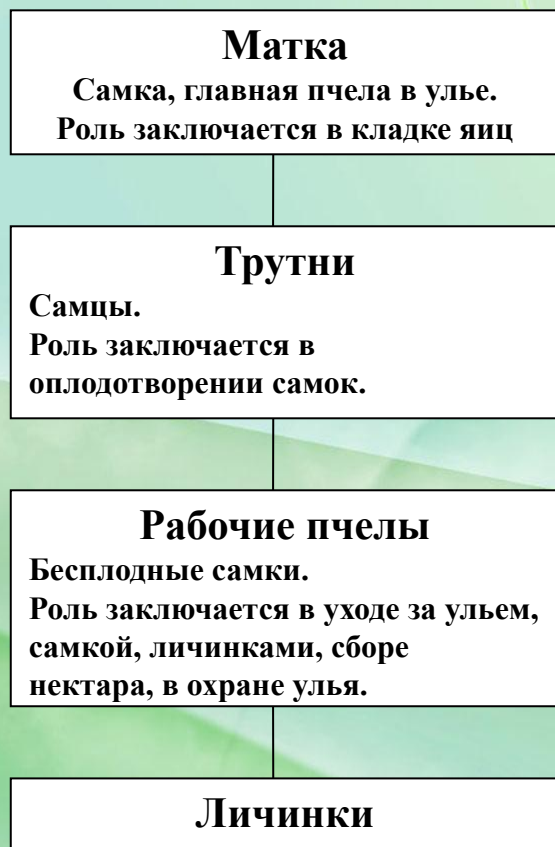 Матка
Самка, главная пчела в улье.
Роль заключается в кладке яиц
Трутни
Самцы.
Роль заключается в
оплодотворении самок.
Рабочие пчелы
Бесплодные самки.
Роль заключается в уходе за ульем,
самкой, личинками, сборе
нектара, в охране улья.
Личинки